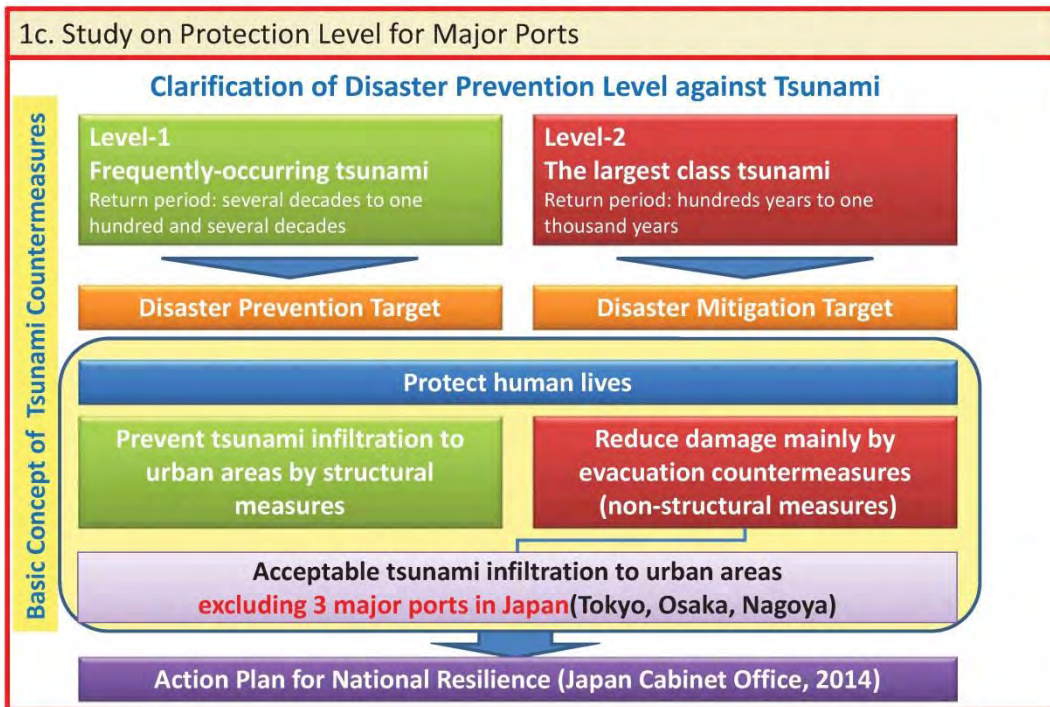 1c. Study on Protection Level for Major Ports
Clarification of Disaster Prevention Level against Tsunami
Basic Concept of Tsunami Countermeasures
Level-1
Frequently-occurring tsunami
Return period: several decades to one
hundred and several decades
Level-2
The largest class tsunami
Return period: hundreds years to one
thousand years
Disaster Prevention Target
Disaster Mitigation Target
Protect human lives
Prevent tsunami infiltration to
urban areas by structural
measures
Reduce damage mainly by
evacuation countermeasures
(non-structural measures)
Acceptable tsunami infiltration to urban areas
excluding 3 major ports in Japan(Tokyo, Osaka, Nagoya)
Action Plan for National Resilience (Japan Cabinet Office, 2014)